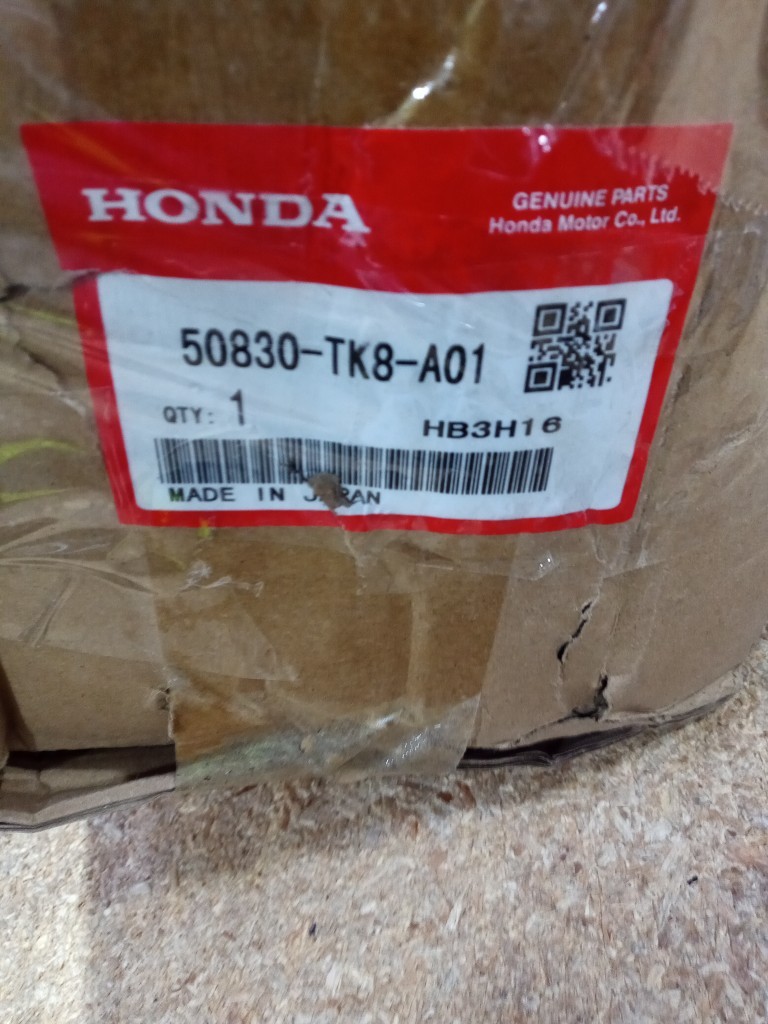 HONDA
GENUINE PARTS
Honda Motor Co., Ltd.
50830-TK8-A01
QTY: 1
HB3H16
MADE IN JAPAN